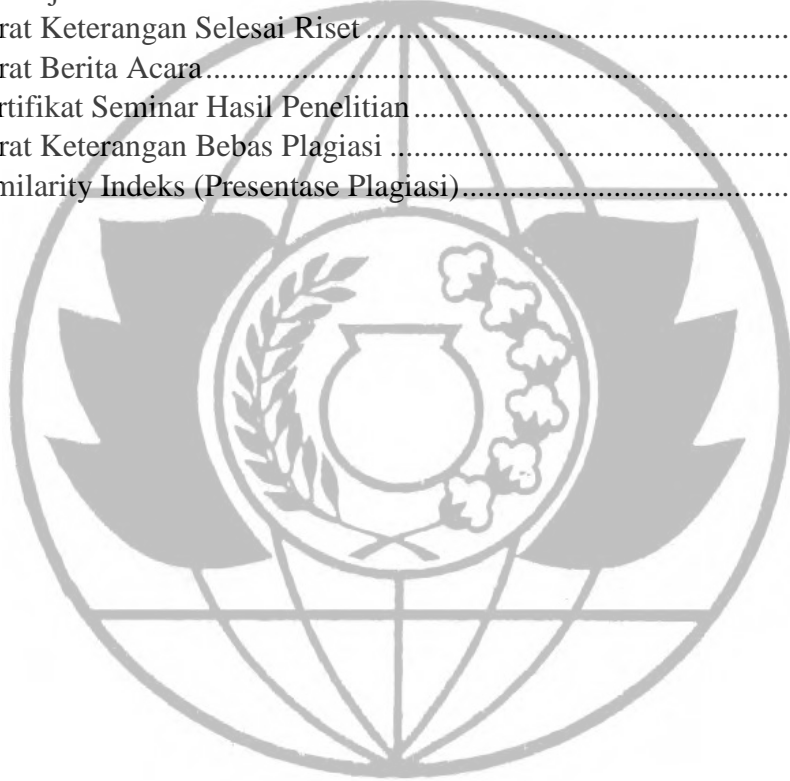 rat Keterangan Selesai Riset ....................................................
rat Berita Acara.........................................................................
rtifikat Seminar Hasil Penelitian ...............................................
rat Keterangan Bebas Plagiasi ..................................................
milarity Indeks (Presentase Plagiasi).........................................